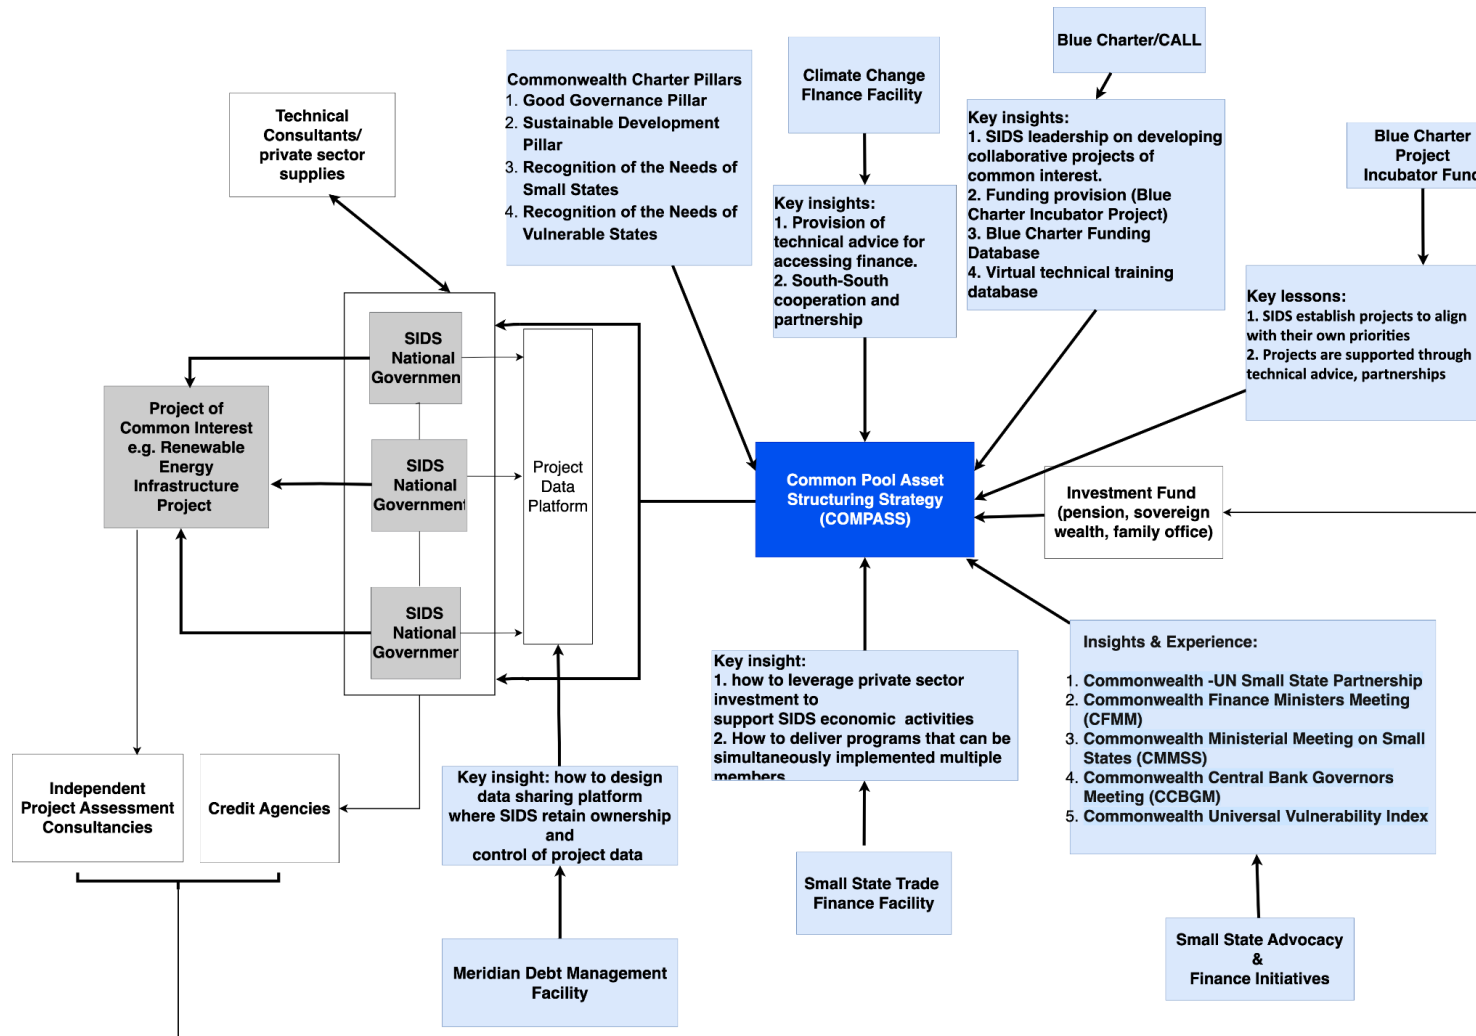 Blue Charter/CALL
Climate Change
FInance Facility
Commonwealth Charter Pillars
1. Good Governance Pillar
2. Sustainable Development
Pillar
3. Recognition of the Needs of
Small States
4. Recognition of the Needs of
Vulnerable States
Technical
Consultants/
private sector
supplies
Key insights:
1. SIDS leadership on developing
collaborative projects of
common interest.
2. Funding provision (Blue
Charter Incubator Project)
3. Blue Charter Funding
Database
4. Virtual technical training
database
Blue Charter
Project
Incubator Fund
Key insights:
1. Provision of
technical advice for
accessing finance.
2. South-South
cooperation and
partnership
Key lessons:
1. SIDS establish projects to align
with their own priorities
2. Projects are supported through
technical advice, partnerships
SIDS
National
Governmen
Project of
Common Interest
e.g. Renewable
Energy
Infrastructure
Project
SIDS
National
Government
Project
Data
Platform
Common Pool Asset
Structuring Strategy
(COMPASS)
Investment Fund
(pension, sovereign
wealth, family office)
SIDS
National
Governmer
Key insight:
1. how to leverage private sector
investment to
support SIDS economic activities
2. How to deliver programs that can be
simultaneously implemented multiple
members
Insights & Experience:
1. Commonwealth -UN Small State Partnership
2. Commonwealth Finance Ministers Meeting
(CFMM)
3. Commonwealth Ministerial Meeting on Small
States (CMMSS)
4. Commonwealth Central Bank Governors
Meeting (CCBGM)
5. Commonwealth Universal Vulnerability Index
Independent
Project Assessment
Consultancies
Credit Agencies
Key insight: how to design
data sharing platform
where SIDS retain ownership
and
control of project data
Small State Trade
Finance Facility
Meridian Debt Management
Facility
Small State Advocacy
&
Finance Initiatives